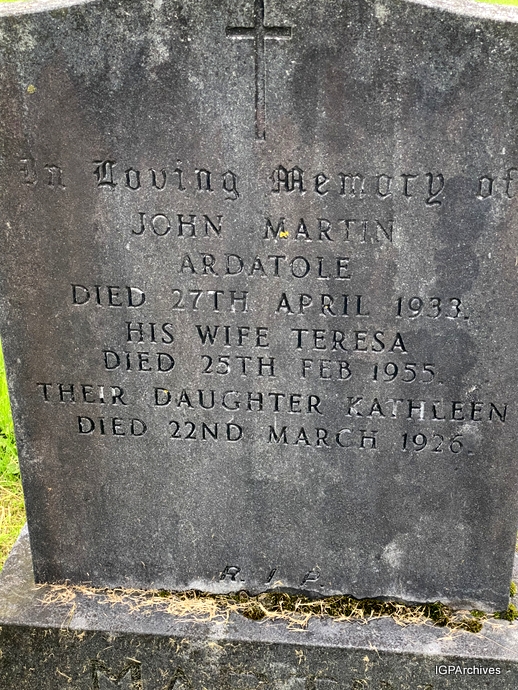 In Loving Memory of
JOHN MARTIN
ARDATOLE
DIED 27TH APRIL 1933.
HIS WIFE TERESA
DIED 25TH FEB 1955.
THEIR DAUGHTER KATHLEEN
DIED 22ND MARCH 1926.
R. I. P.
IGPArchives